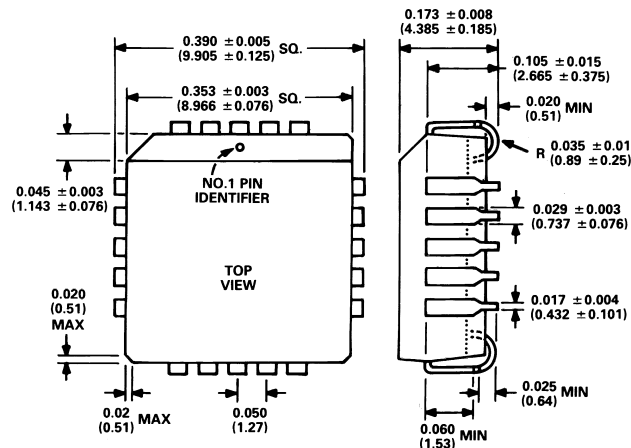 0.173 ±0.008
(4.385 ±0.185)
0.390 ±0.005
(9.905 ±0.125) SQ.
0.105 ±0.015
(2.665 ±0.375)
0.353 ±0.003
(8.966 ±0.076) SQ.
0.020
(0.51) MIN
R 0.035 ±0.01
(0.89 ±0.25)
0.045 ±0.003
(1.143 ±0.076)
NO.1 PIN
IDENTIFIER
0.029 ±0.003
(0.737 ±0.076)
TOP
VIEW
0.020
(0.51)
MAX
0.017 ±0.004
(0.432 ±0.101)
0.02
(0.51) MAX
0.050
(1.27)
0.025
(0.64) MIN
0.060
(1.53) MIN